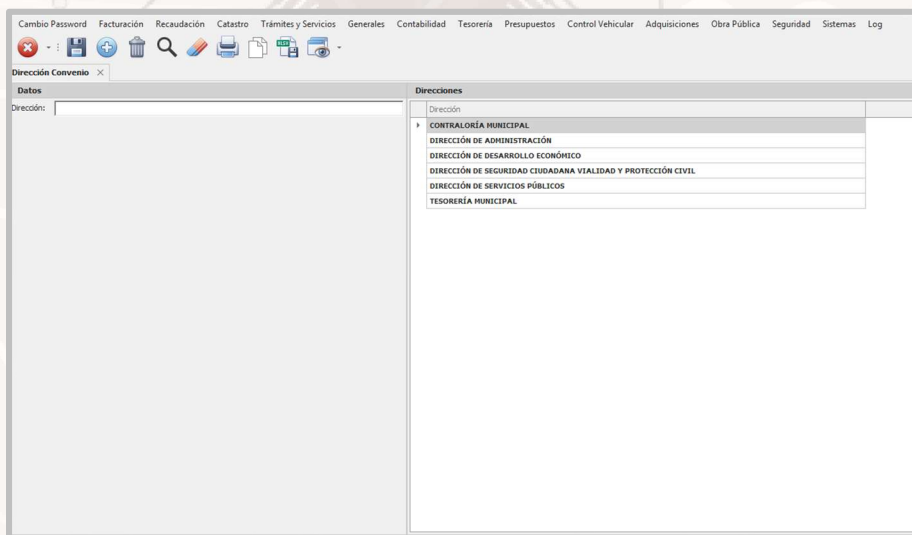 Cambio Password Facturación Recaudación Catastro Trámites y Servicios Generales Contabilidad Tesorería Presupuestos Control Vehicular Adquisiciones Obra Pública Seguridad Sistemas Log
Dirección Convenio
Datos
Dirección:
Direcciones
Dirección
CONTRALORÍA MUNICIPAL
DIRECCIÓN DE ADMINISTRACIÓN
DIRECCIÓN DE DESARROLLO ECONÓMICO
DIRECCIÓN DE SEGURIDAD CIUDADANA VIALIDAD Y PROTECCIÓN CIVIL
DIRECCIÓN DE SERVICIOS PÚBLICOS
TESORERÍA MUNICIPAL